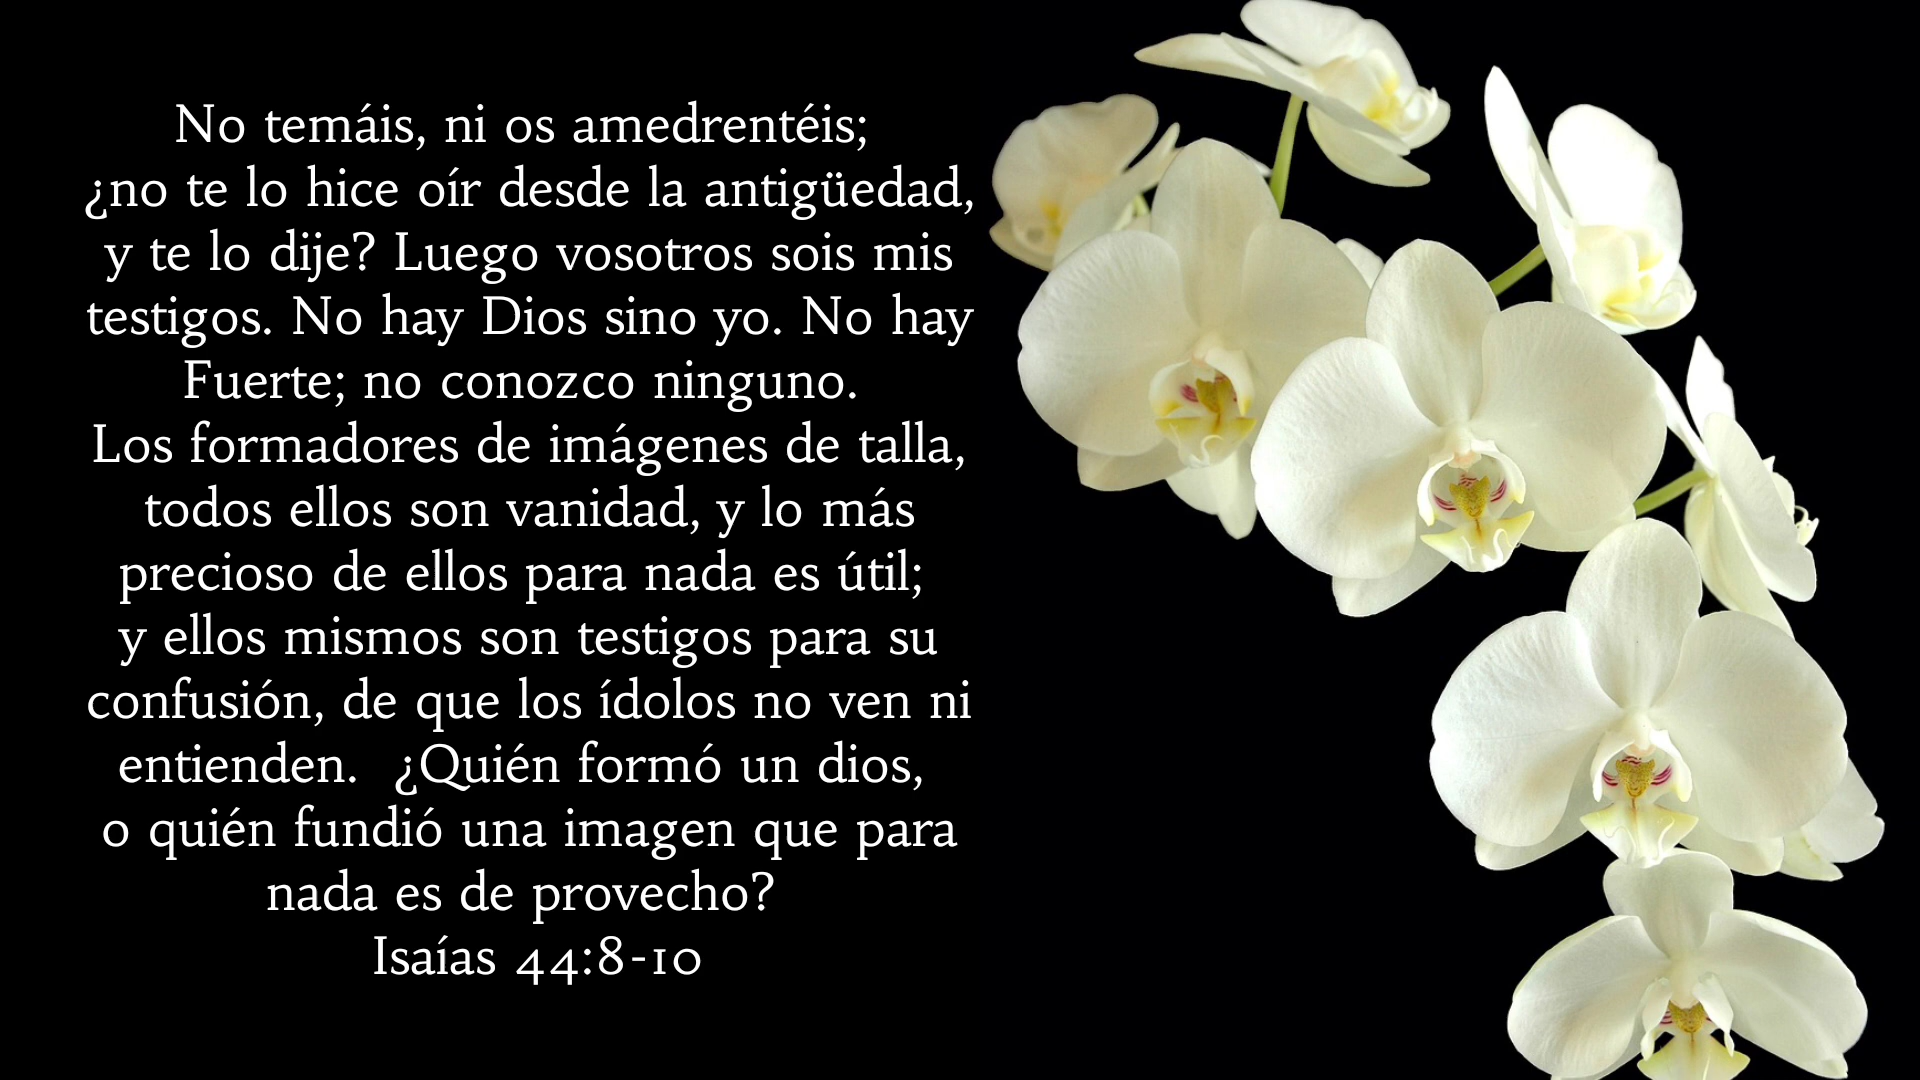 No temáis, ni os amedrentéis;
¿no te lo hice oír desde la antigüedad,
y te lo dije? Luego vosotros sois mis
testigos. No hay Dios sino yo. No hay
Fuerte; no conozco ninguno.
Los formadores de imágenes de talla,
todos ellos son vanidad, y lo más
precioso de ellos para nada es útil;
y ellos mismos son testigos para su
confusión, de que los ídolos no ven ni
entienden. ¿Quién formó un dios,
o quién fundió una imagen que para
nada es de provecho?
Isaías 44:8-10